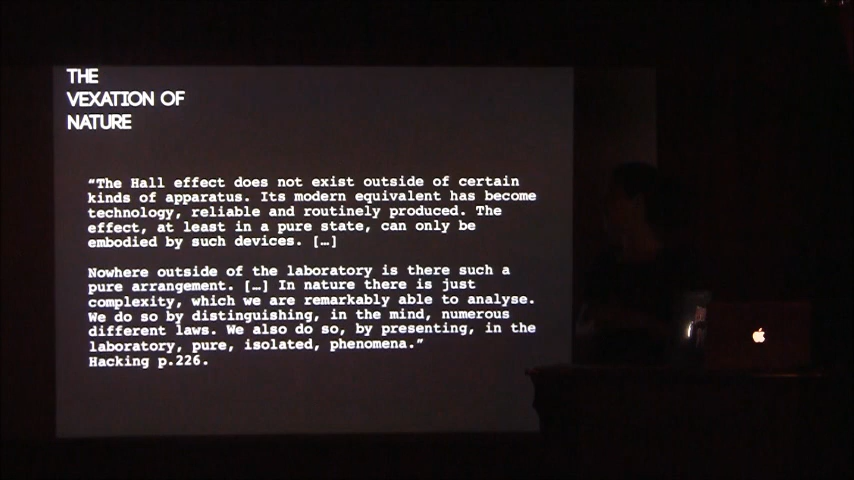 THE
VEXATION OF
NATURE
“The Hall effect does not exist outside of certain
kinds of apparatus. Its modern equivalent has become
technology, reliable and routinely produced. The
effect, at least in a pure state, can only be
embodied by such devices. […]
Nowhere outside of the laboratory is there such a
pure arrangement. […] In nature there is just
complexity, which we are remarkably able to analyse.
We do so by distinguishing, in the mind, numerous
different laws. We also do so, by presenting, in the
laboratory, pure, isolated, phenomena.”
Hacking p.226.